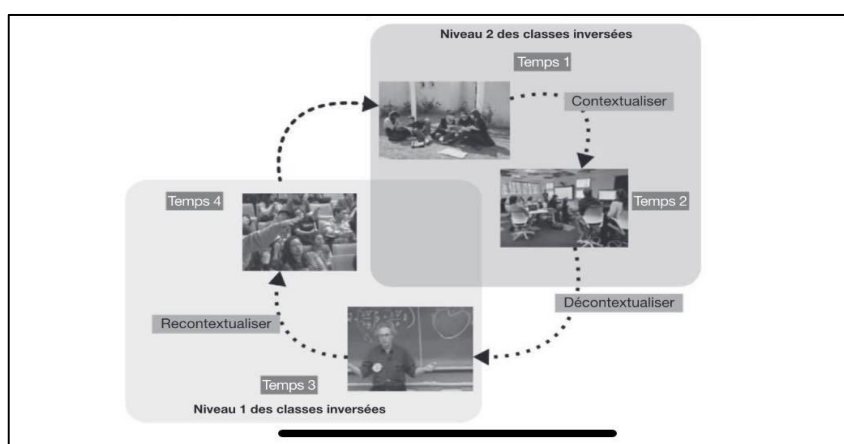 Niveau 2 des classes inversées
Temps 1
Contextualiser
Temps 4
Temps 2
Décontextualiser
Recontextualiser
Temps 3
Niveau 1 des classes inversées